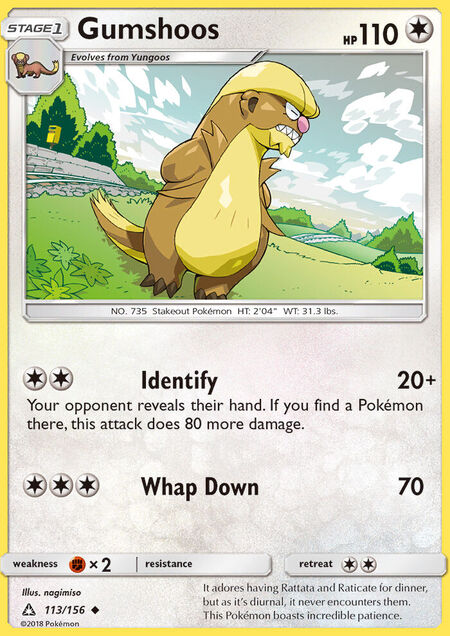 STAGE 1
Gumshoos
HP 110
Evolves from Yungoos
NO. 735 Stakeout Pokémon HT: 2'04" WT: 31.3 lbs.
Identify 20+
Your opponent reveals their hand. If you find a Pokémon
there, this attack does 80 more damage.
Whap Down 70
weakness ×2 resistance retreat
Illus. nagimiso
113/156
©2018 Pokémon
It adores having Rattata and Raticate for dinner,
but as it's diurnal, it never encounters them.
This Pokémon boasts incredible patience.